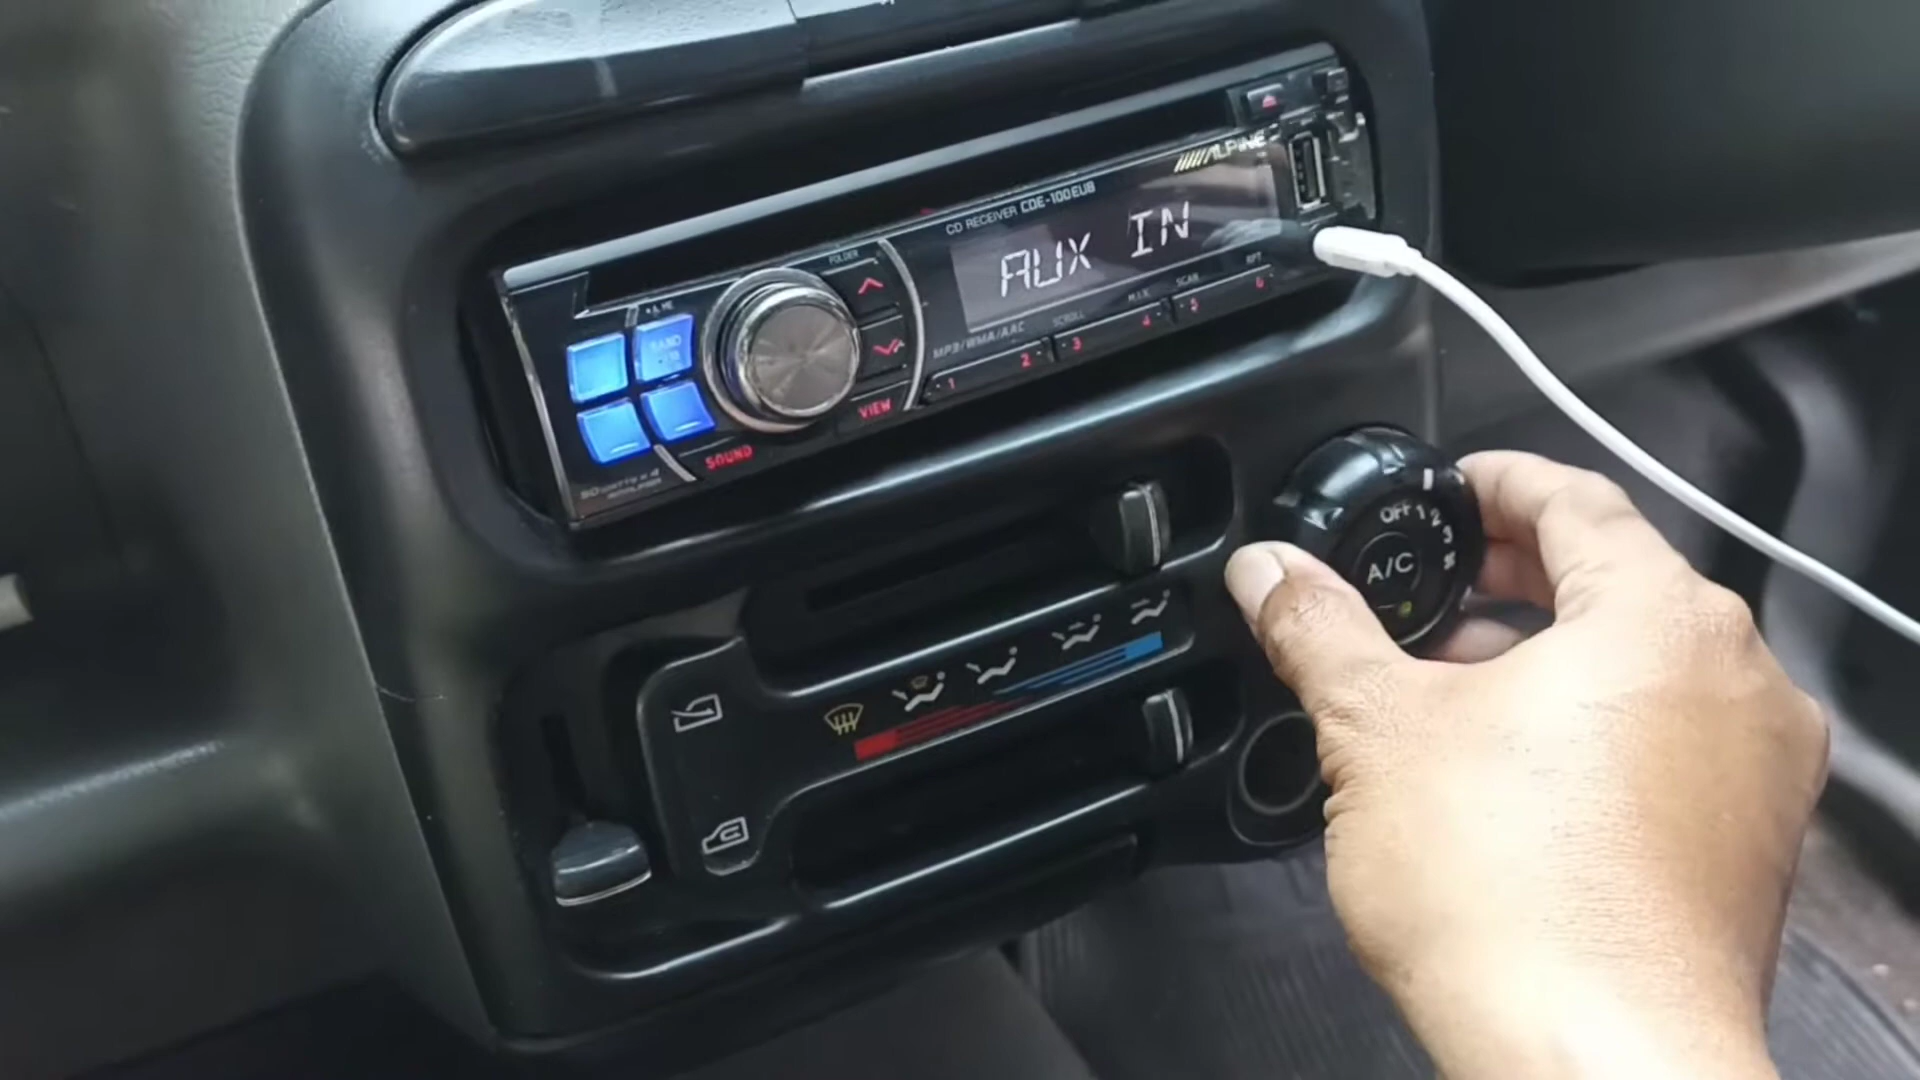 ALPINE
CD RECEIVER CDE-100EUB
AUX IN
FOLDER
BAND
MP3/WMA/AAC
SCROLL
MIX
SCAN
RPT
1
2
3
4
5
6
VIEW
SOUND
OFF 1 2 3
A/C